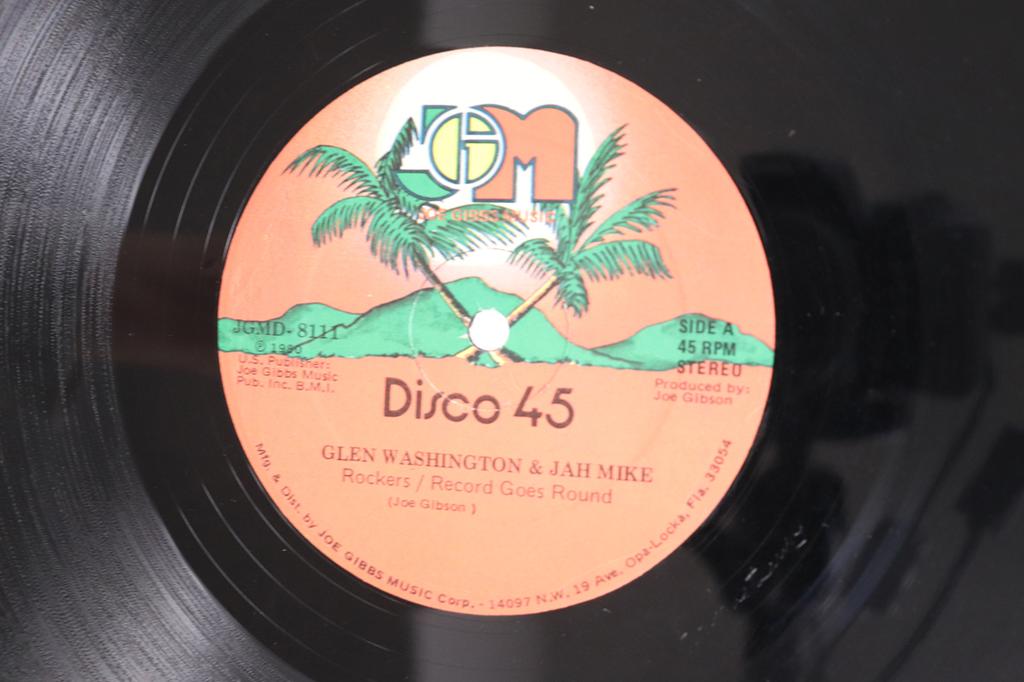 JGM
JOE GIBBS MUSIC
JGMD-8111
℗ 1980
U.S. Publisher:
Joe Gibbs Music
Pub. Inc. B.M.I.
SIDE A
45 RPM
STEREO
Produced by:
Joe Gibson
Disco 45
GLEN WASHINGTON & JAH MIKE
Rockers / Record Goes Round
(Joe Gibson )
Mfg. & Dist. by JOE GIBBS MUSIC Corp. - 14097 N.W. 19 Ave. Opa-Locka, Fla. 33054